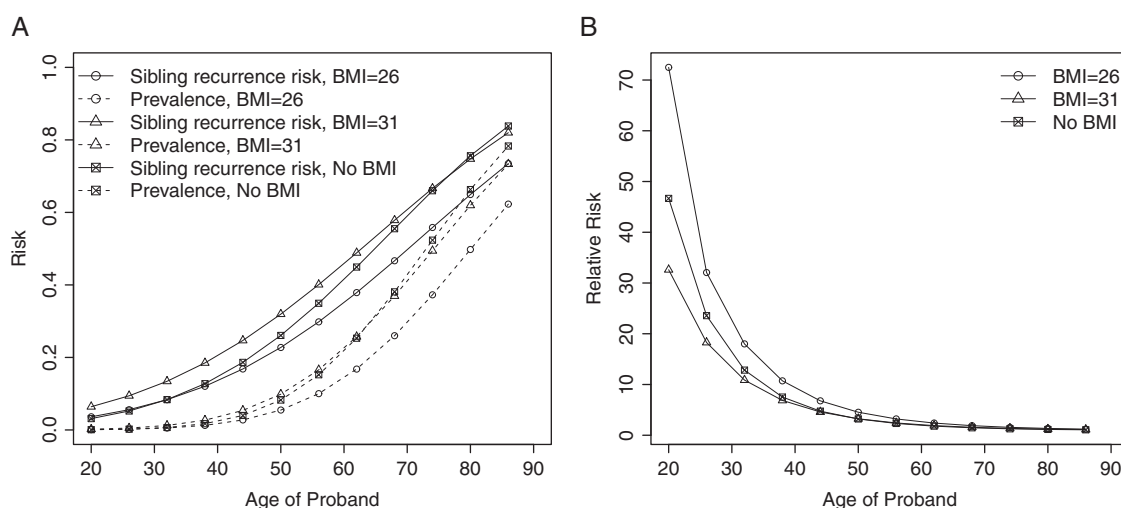 A
Risk
0.0 0.2 0.4 0.6 0.8 1.0
Sibling recurrence risk, BMI=26
Prevalence, BMI=26
Sibling recurrence risk, BMI=31
Prevalence, BMI=31
Sibling recurrence risk, No BMI
Prevalence, No BMI
20 30 40 50 60 70 80 90
Age of Proband
B
Relative Risk
0 10 20 30 40 50 60 70
BMI=26
BMI=31
No BMI
20 30 40 50 60 70 80 90
Age of Proband